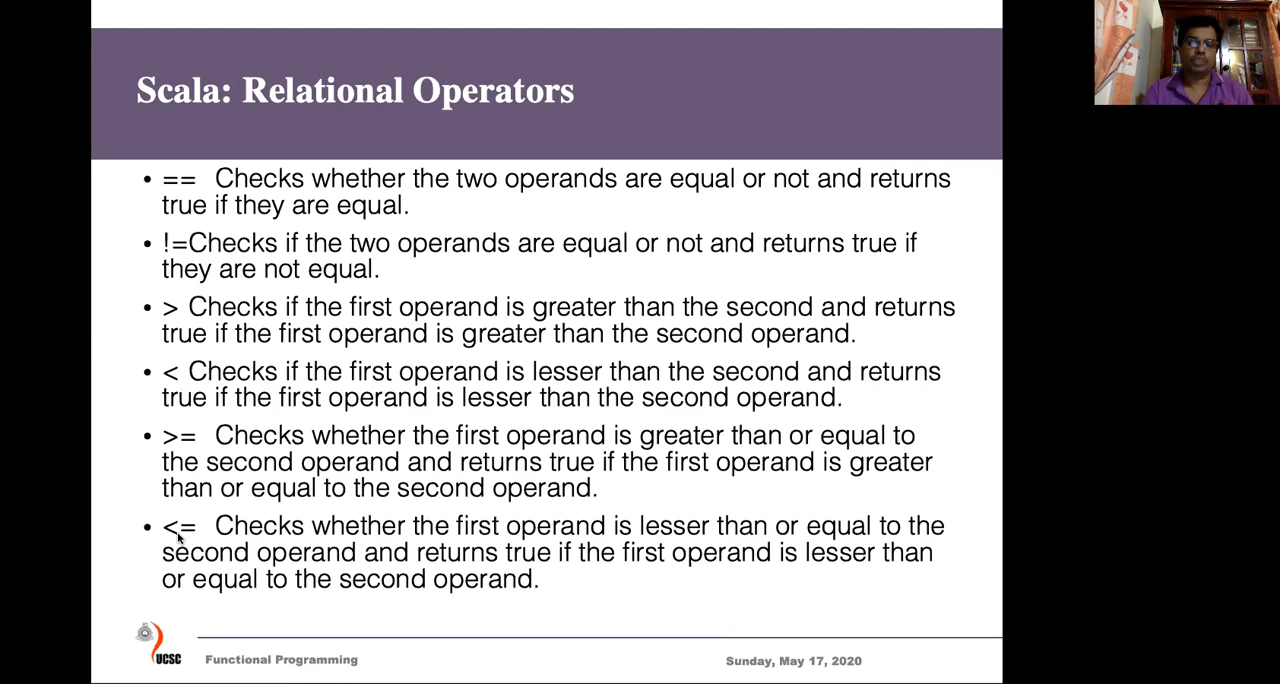 Scala: Relational Operators
• == Checks whether the two operands are equal or not and returns
true if they are equal.
• !=Checks if the two operands are equal or not and returns true if
they are not equal.
• > Checks if the first operand is greater than the second and returns
true if the first operand is greater than the second operand.
• < Checks if the first operand is lesser than the second and returns
true if the first operand is lesser than the second operand.
• >= Checks whether the first operand is greater than or equal to
the second operand and returns true if the first operand is greater
than or equal to the second operand.
• <= Checks whether the first operand is lesser than or equal to the
second operand and returns true if the first operand is lesser than
or equal to the second operand.
UCSC
Functional Programming
Sunday, May 17, 2020